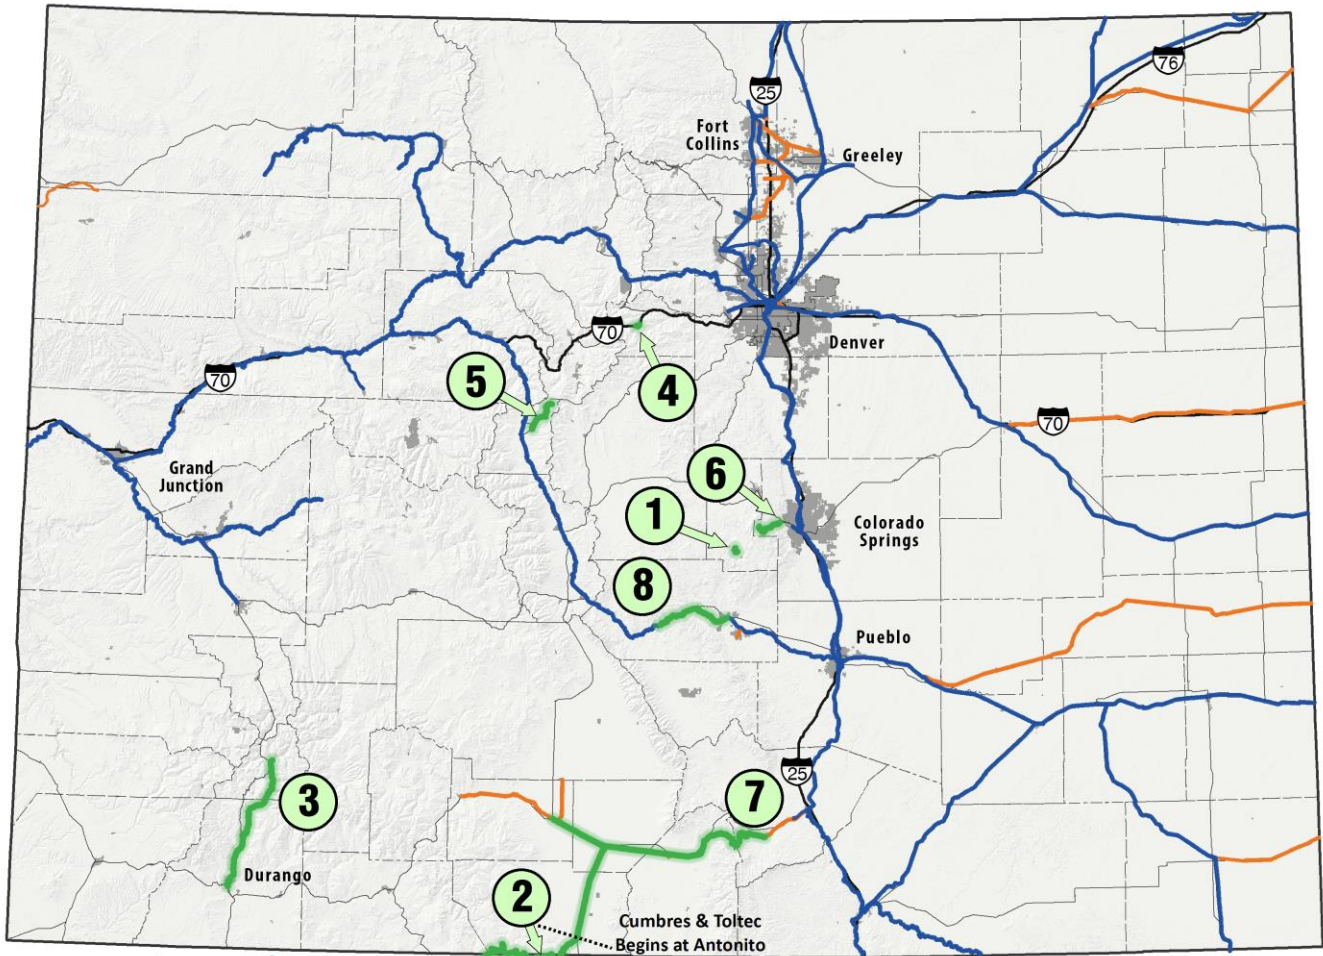 76
25
Fort
Collins
Greeley
70
Denver
4
5
70
70
Grand
Junction
6
1
Colorado
Springs
8
Pueblo
25
7
3
Durango
2
Cumbres & Toltec
Begins at Antonito